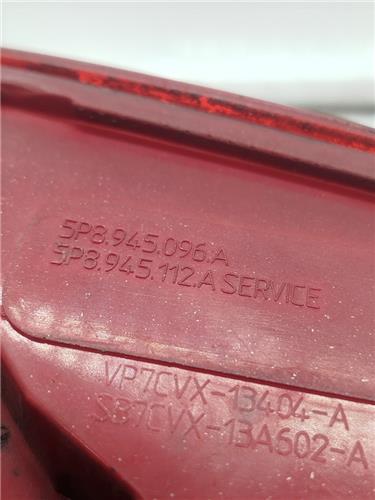 5P8.945.096.A
5P8.945.112.A SERVICE
VP7CVX-13404-A
SB7CVX-13A602-A